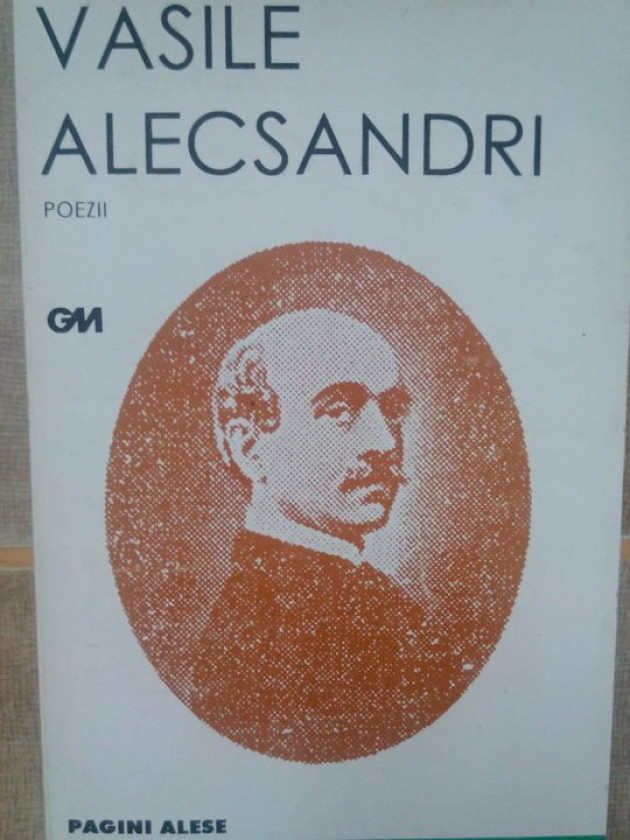 VASILE
ALECSANDRI
POEZII
GM
PAGINI ALESE